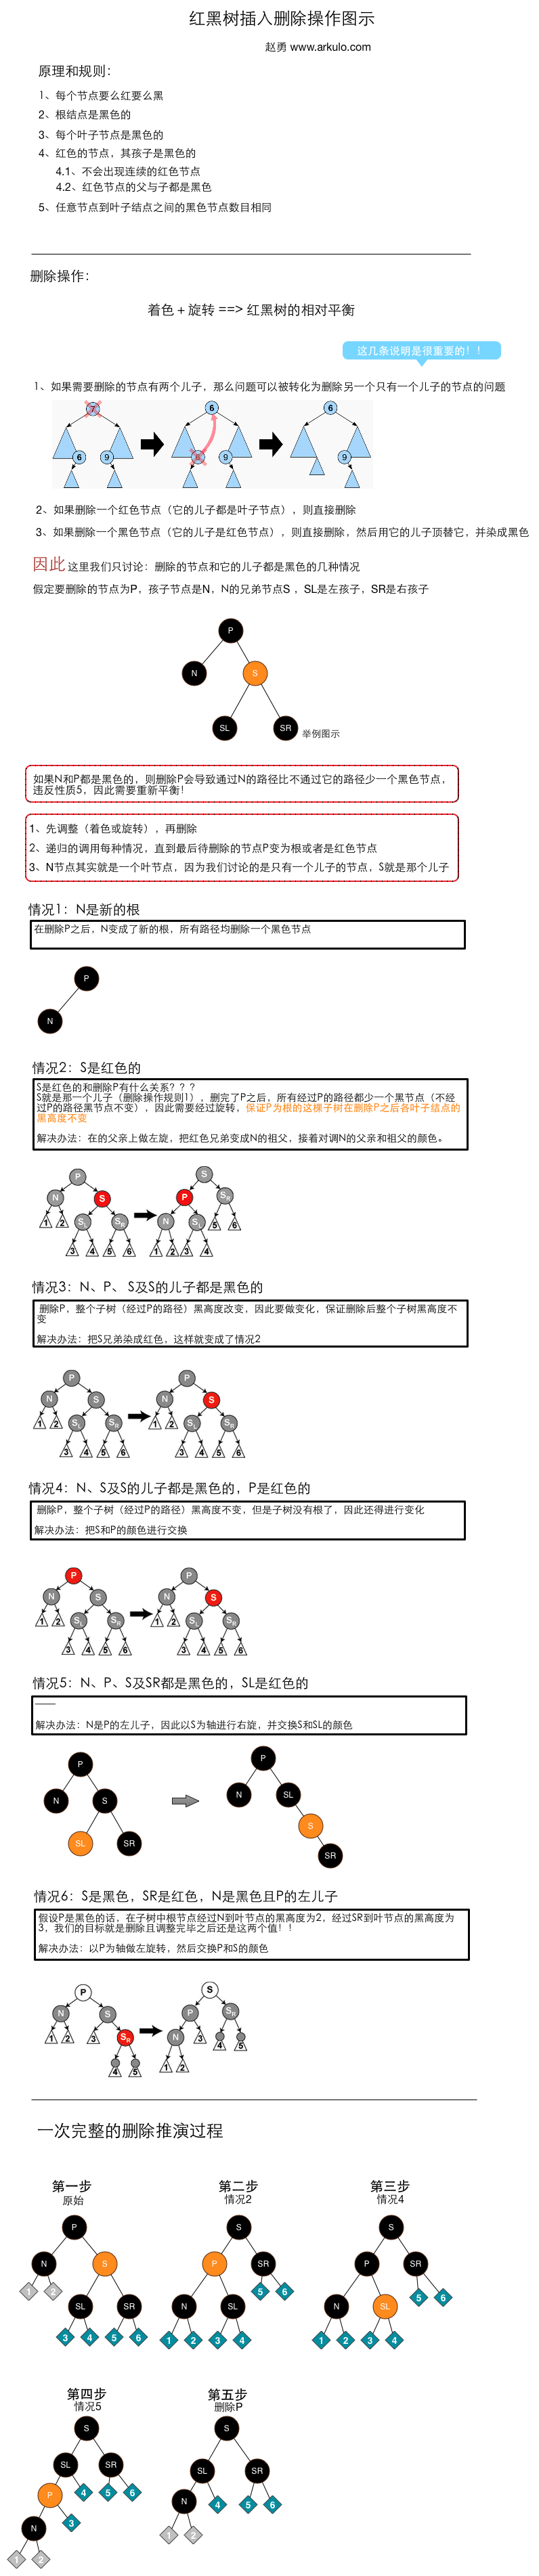 红黑树插入删除操作图示
赵勇 www.arkulo.com
原理和规则：
1、每个节点要么红要么黑
2、根结点是黑色的
3、每个叶子节点是黑色的
4、红色的节点，其孩子是黑色的
4.1、不会出现连续的红色节点
4.2、红色节点的父与子都是黑色
5、任意节点到叶子结点之间的黑色节点数目相同
删除操作：
着色 + 旋转 ==> 红黑树的相对平衡
这几条说明是很重要的！！
1、如果需要删除的节点有两个儿子，那么问题可以被转化为删除另一个只有一个儿子的节点的问题
7 6 6
6 9 6 9 9
2、如果删除一个红色节点（它的儿子都是叶子节点），则直接删除
3、如果删除一个黑色节点（它的儿子是红色节点），则直接删除，然后用它的儿子顶替它，并染成黑色
因此 这里我们只讨论：删除的节点和它的儿子都是黑色的几种情况
假定要删除的节点为P，孩子节点是N，N的兄弟节点S ，SL是左孩子，SR是右孩子
P
N S
SL SR 举例图示
如果N和P都是黑色的，则删除P会导致通过N的路径比不通过它的路径少一个黑色节点，
违反性质5，因此需要重新平衡！
1、先调整（着色或旋转），再删除
2、递归的调用每种情况，直到最后待删除的节点P变为根或者是红色节点
3、N节点其实就是一个叶节点，因为我们讨论的是只有一个儿子的节点，S就是那个儿子
情况1：N是新的根
在删除P之后，N变成了新的根，所有路径均删除一个黑色节点
P
N
情况2：S是红色的
S是红色的和删除P有什么关系？？？
S就是那一个儿子（删除操作规则1），删完了P之后，所有经过P的路径都少一个黑节点（不经
过P的路径黑节点不变），因此需要经过旋转，保证P为根的这棵子树在删除P之后各叶子结点的
黑高度不变
解决办法：在的父亲上做左旋，把红色兄弟变成N的祖父，接着对调N的父亲和祖父的颜色。
P S
N S P SR
1 2 SL SR N SL 5 6
3 4 5 6 1 2 3 4
情况3：N、P、 S及S的儿子都是黑色的
删除P，整个子树（经过P的路径）黑高度改变，因此要做变化，保证删除后整个子树黑高度不
变
解决办法：把S兄弟染成红色，这样就变成了情况2
P P
N S N S
1 2 SL SR 1 2 SL SR
3 4 5 6 3 4 5 6
情况4：N、S及S的儿子都是黑色的，P是红色的
删除P，整个子树（经过P的路径）黑高度不变，但是子树没有根了，因此还得进行变化
解决办法：把S和P的颜色进行交换
P P
N S N S
1 2 SL SR 1 2 SL SR
3 4 5 6 3 4 5 6
情况5：N、P、S及SR都是黑色的，SL是红色的
解决办法：N是P的左儿子，因此以S为轴进行右旋，并交换S和SL的颜色
P P
N S N SL
SL SR S
SR
情况6：S是黑色，SR是红色，N是黑色且P的左儿子
假设P是黑色的话，在子树中根节点经过N到叶节点的黑高度为2，经过SR到叶节点的黑高度为
3，我们的目标就是删除且调整完毕之后还是这两个值！！
解决办法：以P为轴做左旋转，然后交换P和S的颜色
P S
N S P SR
1 2 3 SR N 3 4 5
4 5 1 2
一次完整的删除推演过程
第一步 第二步 第三步
原始 情况2 情况4
P S S
N S P SR P SR
1 2 SL SR N SL 5 6 N SL 5 6
3 4 5 6 1 2 3 4 1 2 3 4
第四步 第五步
情况5 删除P
S S
SL SR SL SR
P 4 5 6 N 4 5 6
N 3 1 2
1 2